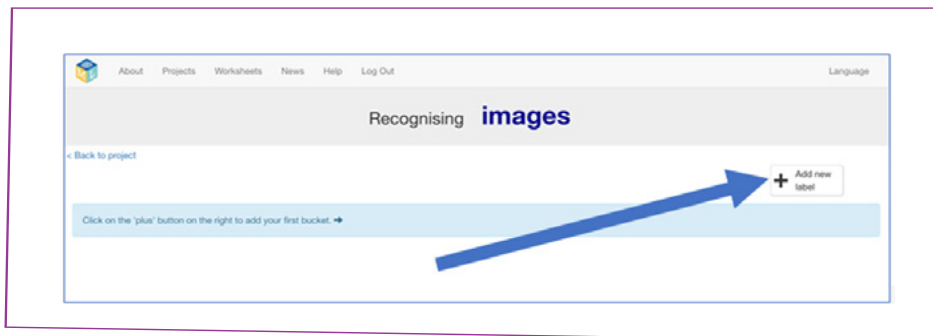 About Projects Worksheets News Help Log Out Language
Recognising images
< Back to project
Add new
label
Click on the 'plus' button on the right to add your first bucket. ➔